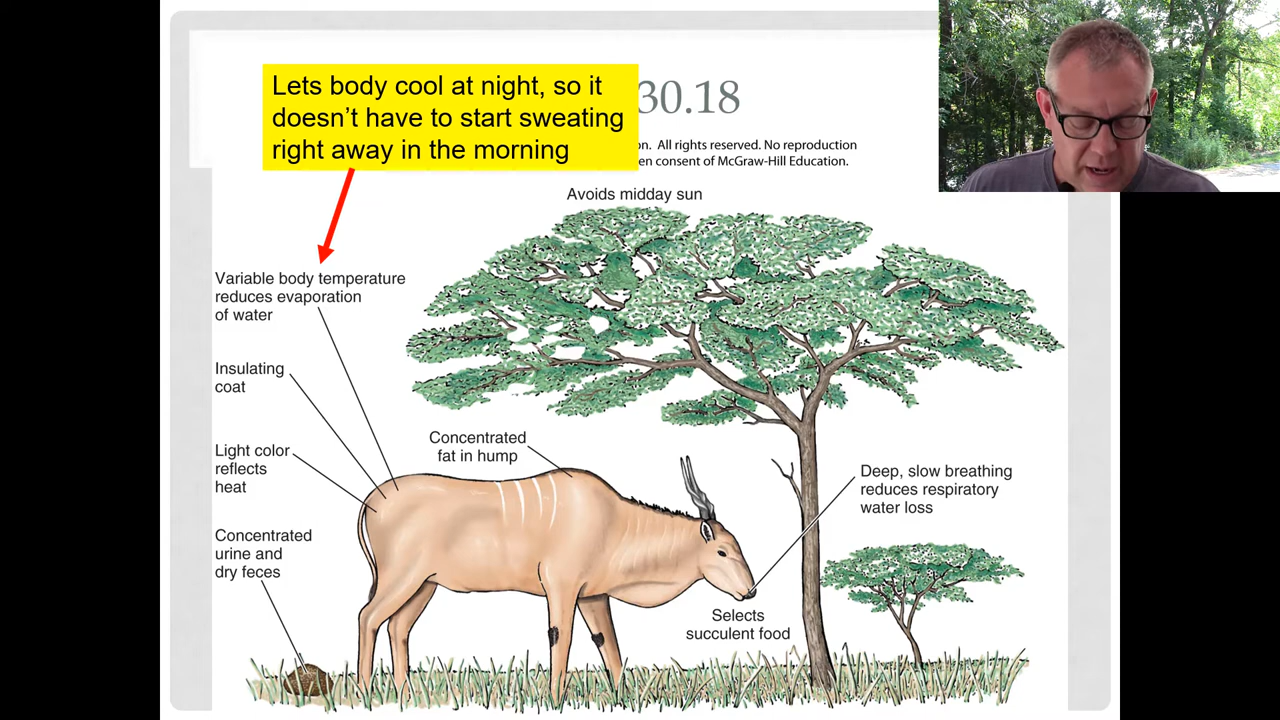 Lets body cool at night, so it
doesn’t have to start sweating
right away in the morning
30.18
on. All rights reserved. No reproduction
en consent of McGraw-Hill Education.
Avoids midday sun
Variable body temperature
reduces evaporation
of water
Insulating
coat
Light color
reflects
heat
Concentrated
urine and
dry feces
Concentrated
fat in hump
Deep, slow breathing
reduces respiratory
water loss
Selects
succulent food